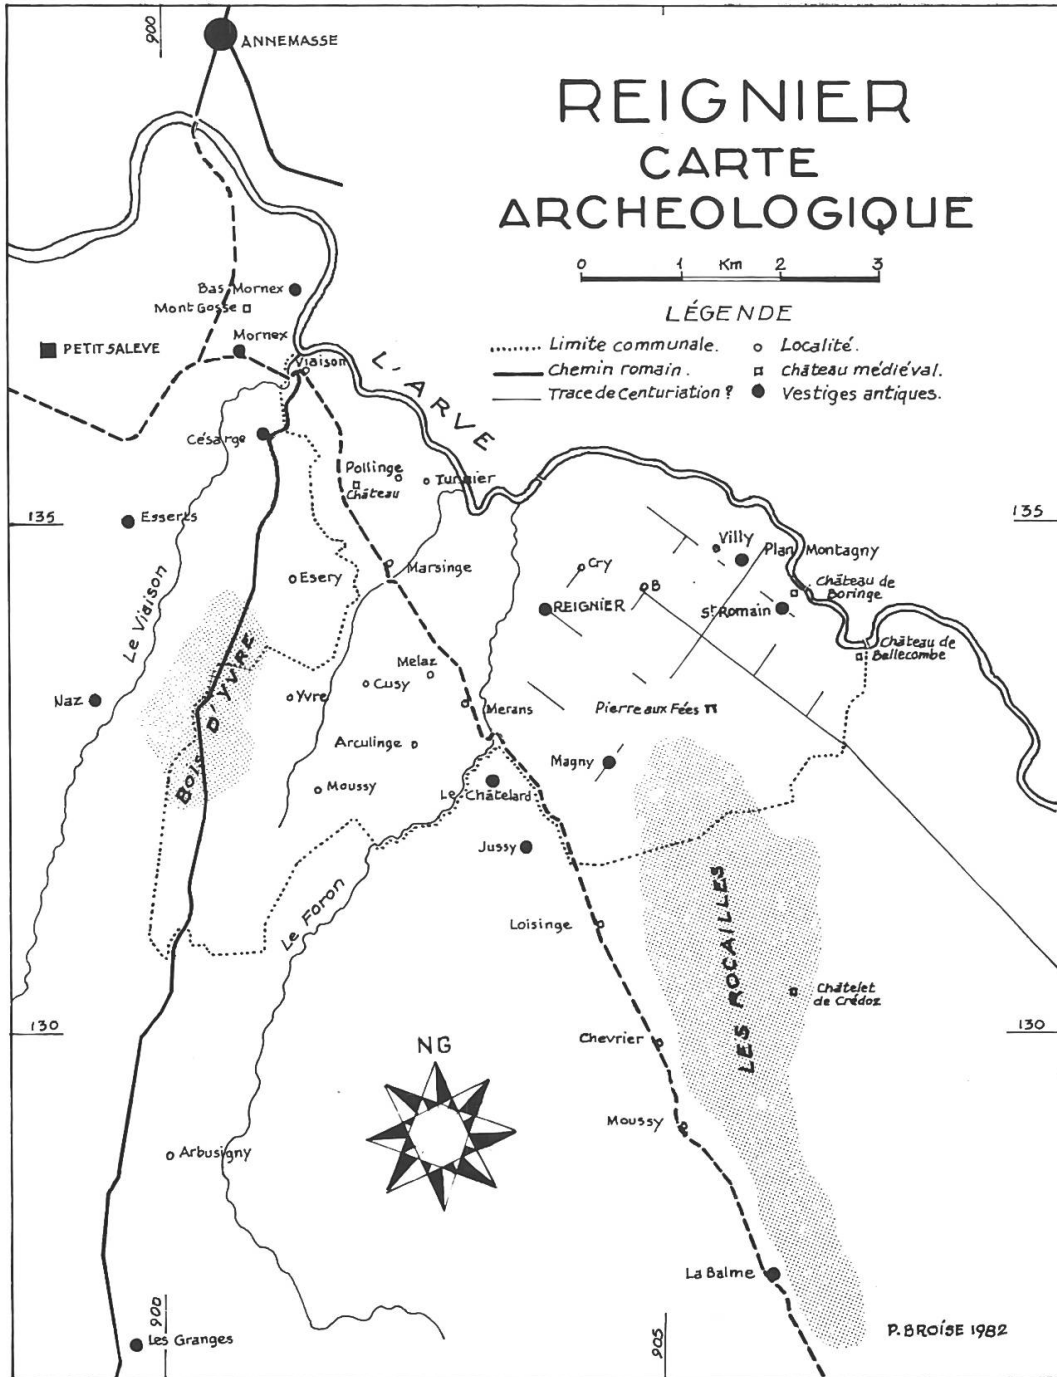 900
ANNEMASSE
REIGNIER
CARTE
ARCHEOLOGIQUE
0 1 Km 2 3
LÉGENDE
Limite communale.
Chemin romain.
Trace de Centuriation ?
Localité.
château médiéval.
Vestiges antiques.
Bas Mornex
Mont Gosse
Mornex
PETIT SALEVE
Viaison
L'ARVE
Césarge
Pollinge
Château
Turnier
135
Esserts
135
Villy
Plan Montagny
Cry
Marsinge
Château de
Boringe
Esery
B
REIGNIER
St Romain
Le Viaison
Château de
Bellecombe
Melaz
Cusy
Naz
Yvre
Merans
Pierre aux Fées
BOIS D'YVRE
Arculinge
Magny
Moussy
Le Châtelard
Jussy
Le Foron
Loisinge
LES ROCAILLES
Châtelet
de Crédoz
130
130
Chevrier
NG
Moussy
Arbusigny
La Balme
900
905
Les Granges
P. BROISE 1982